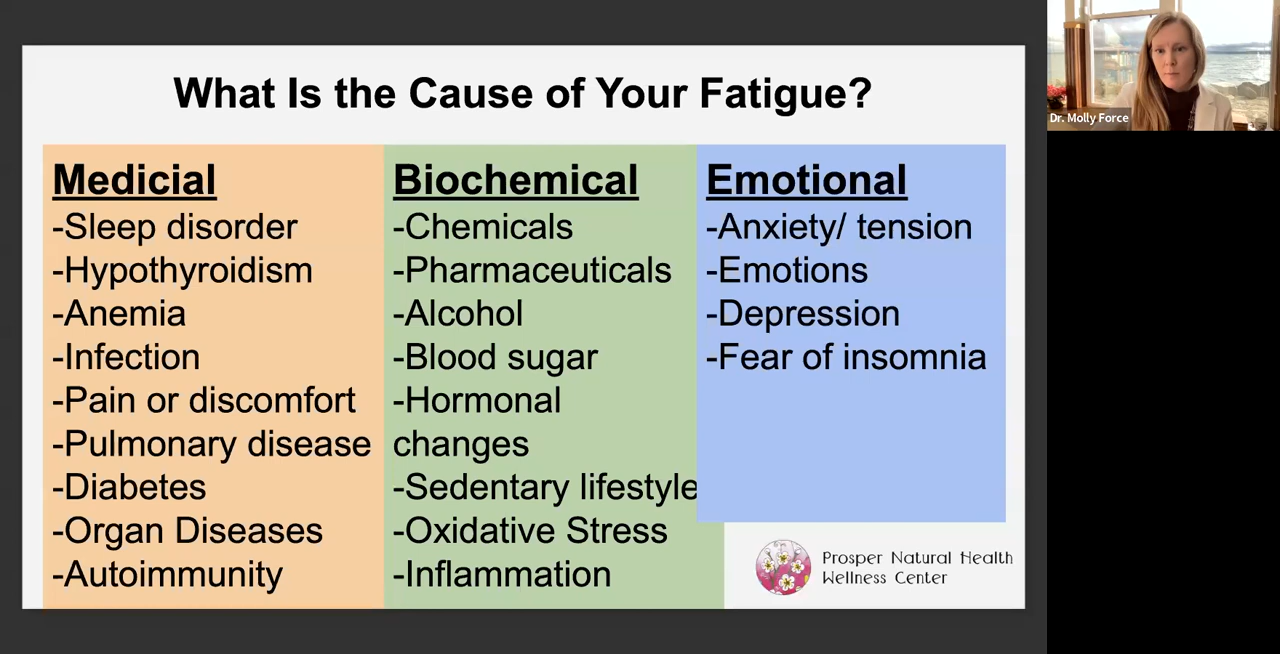 What Is the Cause of Your Fatigue?
Medicial
-Sleep disorder
-Hypothyroidism
-Anemia
-Infection
-Pain or discomfort
-Pulmonary disease
-Diabetes
-Organ Diseases
-Autoimmunity
Biochemical
-Chemicals
-Pharmaceuticals
-Alcohol
-Blood sugar
-Hormonal
changes
-Sedentary lifestyle
-Oxidative Stress
-Inflammation
Emotional
-Anxiety/ tension
-Emotions
-Depression
-Fear of insomnia
Prosper Natural Health
Wellness Center
Dr. Molly Force